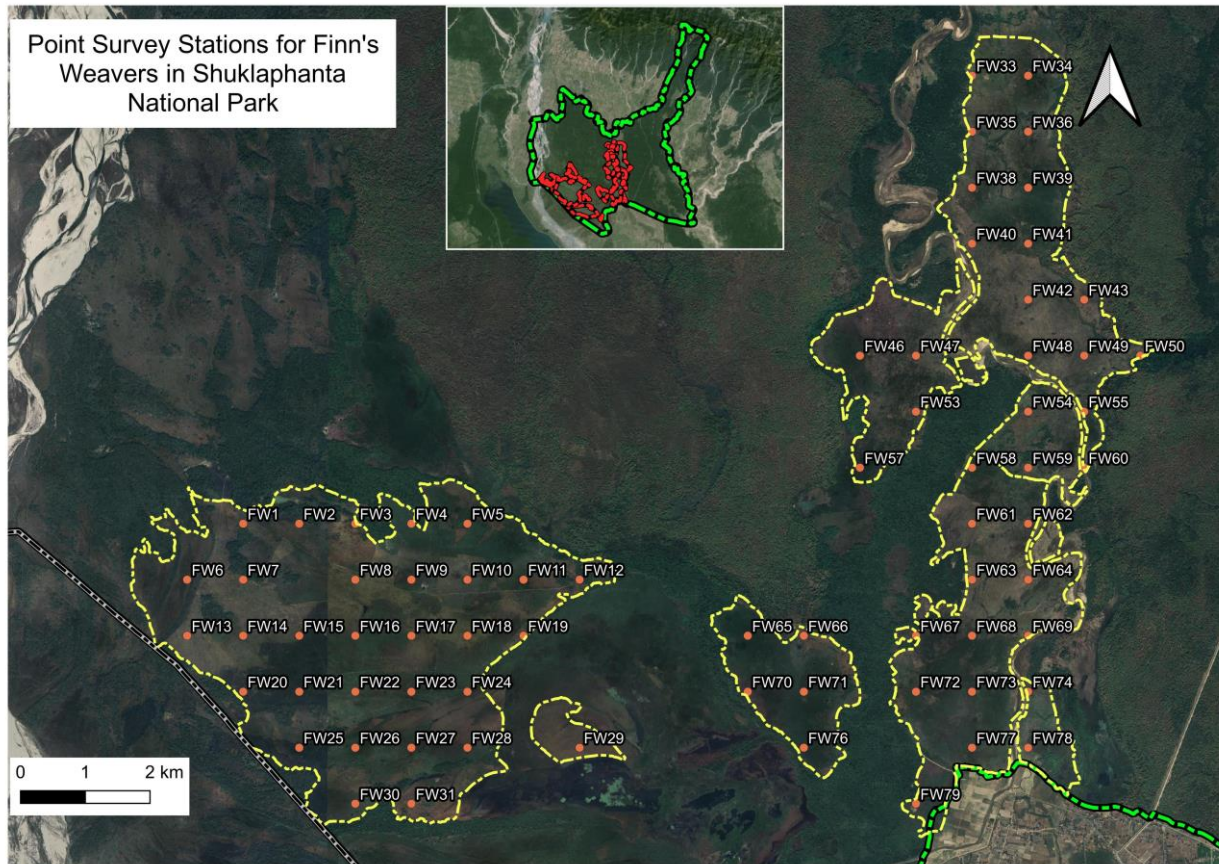 Point Survey Stations for Finn's
Weavers in Shuklaphanta
National Park
FW33 FW34
FW35 FW36
FW38 FW39
FW40 FW41
FW42 FW43
FW46 FW47 FW48 FW49 FW50
FW53 FW54 FW55
FW57 FW58 FW59 FW60
FW1 FW2 FW3 FW4 FW5 FW61 FW62
FW6 FW7 FW8 FW9 FW10 FW11 FW12 FW63 FW64
FW13 FW14 FW15 FW16 FW17 FW18 FW19 FW65 FW66 FW67 FW68 FW69
FW20 FW21 FW22 FW23 FW24 FW70 FW71 FW72 FW73 FW74
FW25 FW26 FW27 FW28 FW29 FW76 FW77 FW78
0 1 2 km
FW30 FW31 FW79